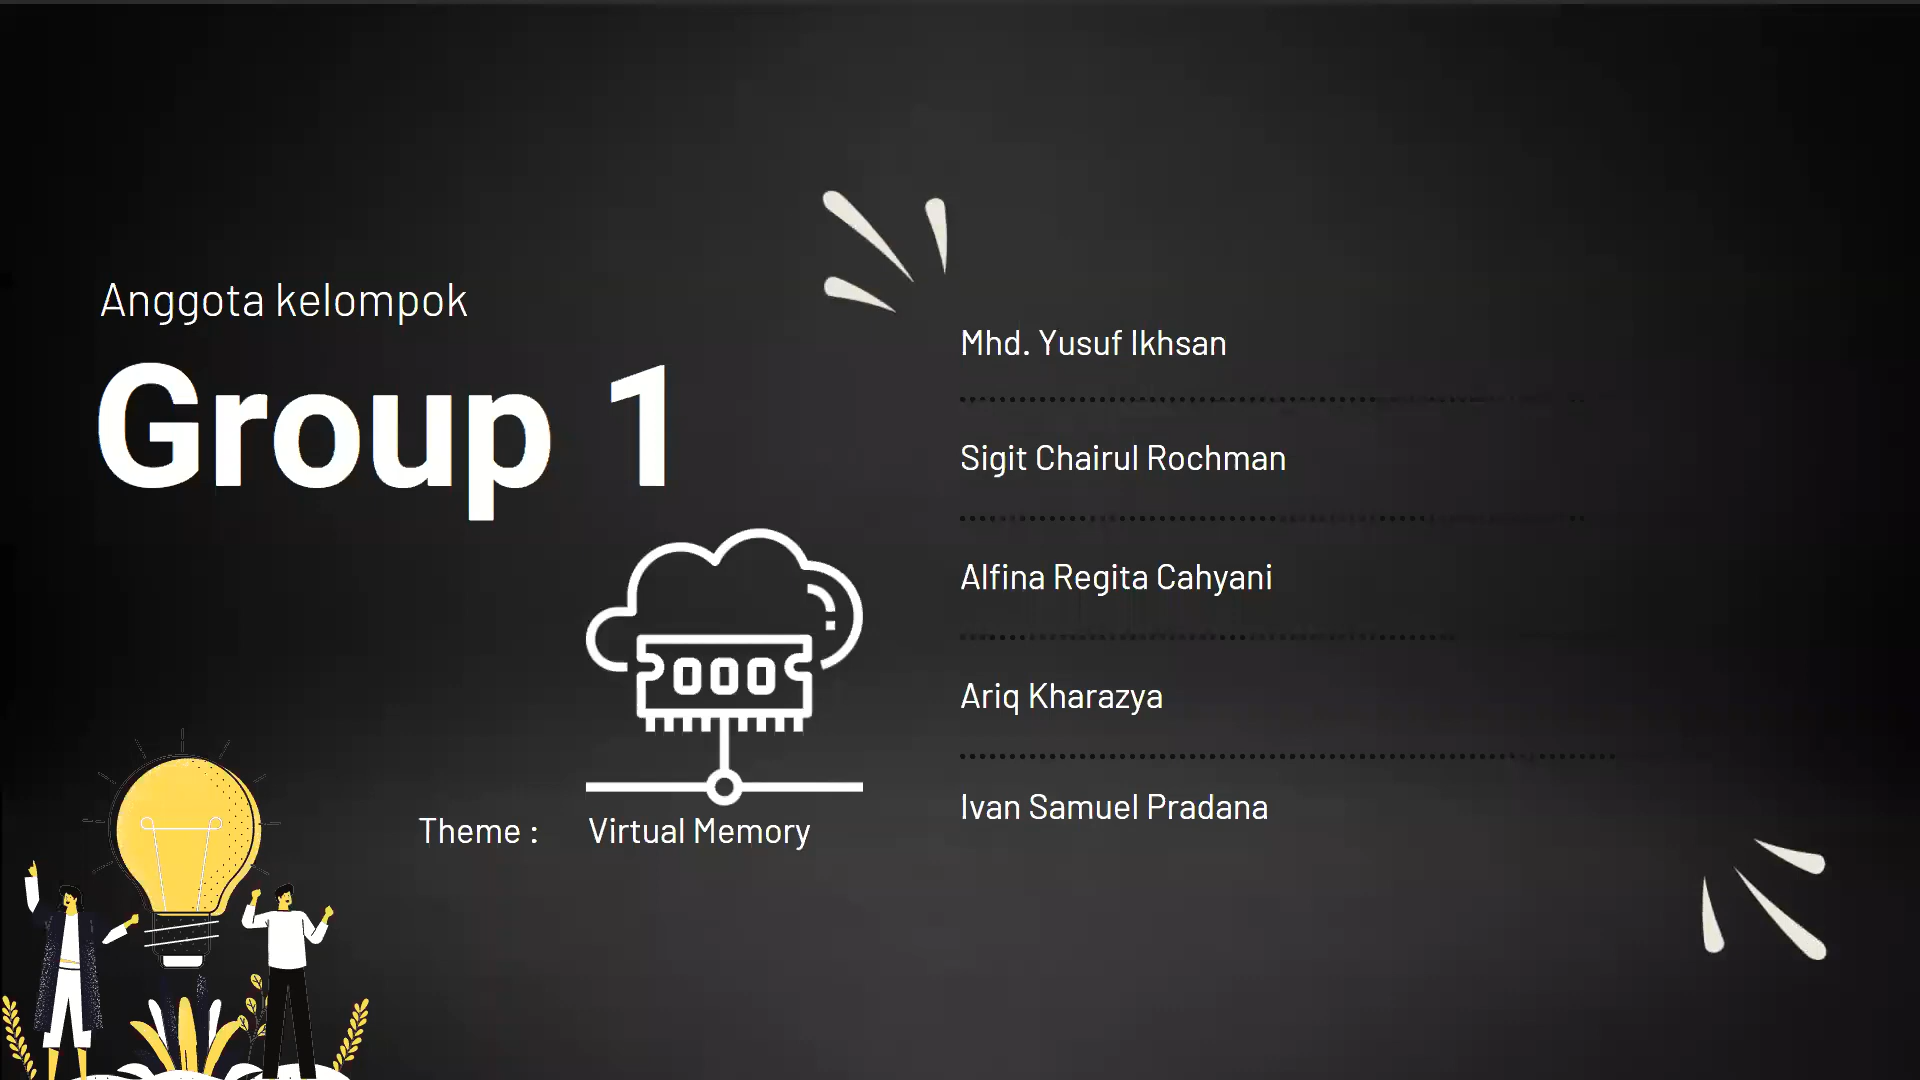 Anggota kelompok
Group 1
Theme : Virtual Memory
Mhd. Yusuf Ikhsan
Sigit Chairul Rochman
Alfina Regita Cahyani
Ariq Kharazya
Ivan Samuel Pradana